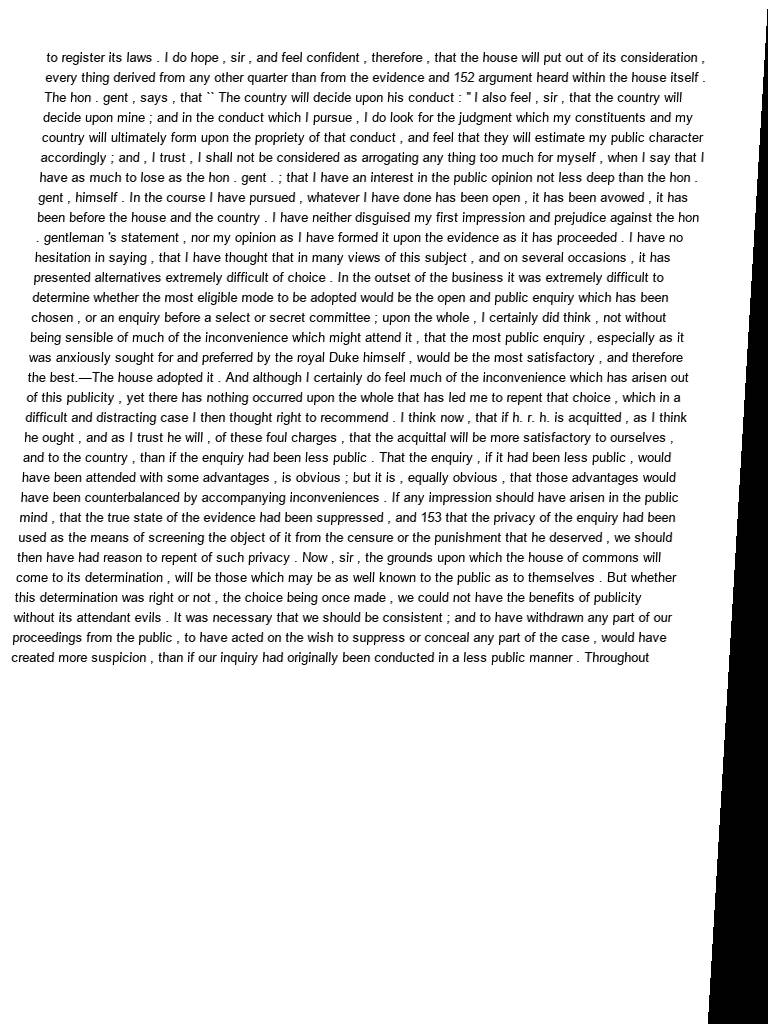 to register its laws . I do hope , sir , and feel confident , therefore , that the house will put out of its consideration ,
every thing derived from any other quarter than from the evidence and 152 argument heard within the house itself .
The hon . gent , says , that `` The country will decide upon his conduct : " I also feel , sir , that the country will
decide upon mine ; and in the conduct which I pursue , I do look for the judgment which my constituents and my
country will ultimately form upon the propriety of that conduct , and feel that they will estimate my public character
accordingly ; and , I trust , I shall not be considered as arrogating any thing too much for myself , when I say that I
have as much to lose as the hon . gent . ; that I have an interest in the public opinion not less deep than the hon .
gent , himself . In the course I have pursued , whatever I have done has been open , it has been avowed , it has
been before the house and the country . I have neither disguised my first impression and prejudice against the hon
. gentleman 's statement , nor my opinion as I have formed it upon the evidence as it has proceeded . I have no
hesitation in saying , that I have thought that in many views of this subject , and on several occasions , it has
presented alternatives extremely difficult of choice . In the outset of the business it was extremely difficult to
determine whether the most eligible mode to be adopted would be the open and public enquiry which has been
chosen , or an enquiry before a select or secret committee ; upon the whole , I certainly did think , not without
being sensible of much of the inconvenience which might attend it , that the most public enquiry , especially as it
was anxiously sought for and preferred by the royal Duke himself , would be the most satisfactory , and therefore
the best.—The house adopted it . And although I certainly do feel much of the inconvenience which has arisen out
of this publicity , yet there has nothing occurred upon the whole that has led me to repent that choice , which in a
difficult and distracting case I then thought right to recommend . I think now , that if h. r. h. is acquitted , as I think
he ought , and as I trust he will , of these foul charges , that the acquittal will be more satisfactory to ourselves ,
and to the country , than if the enquiry had been less public . That the enquiry , if it had been less public , would
have been attended with some advantages , is obvious ; but it is , equally obvious , that those advantages would
have been counterbalanced by accompanying inconveniences . If any impression should have arisen in the public
mind , that the true state of the evidence had been suppressed , and 153 that the privacy of the enquiry had been
used as the means of screening the object of it from the censure or the punishment that he deserved , we should
then have had reason to repent of such privacy . Now , sir , the grounds upon which the house of commons will
come to its determination , will be those which may be as well known to the public as to themselves . But whether
this determination was right or not , the choice being once made , we could not have the benefits of publicity
without its attendant evils . It was necessary that we should be consistent ; and to have withdrawn any part of our
proceedings from the public , to have acted on the wish to suppress or conceal any part of the case , would have
created more suspicion , than if our inquiry had originally been conducted in a less public manner . Throughout